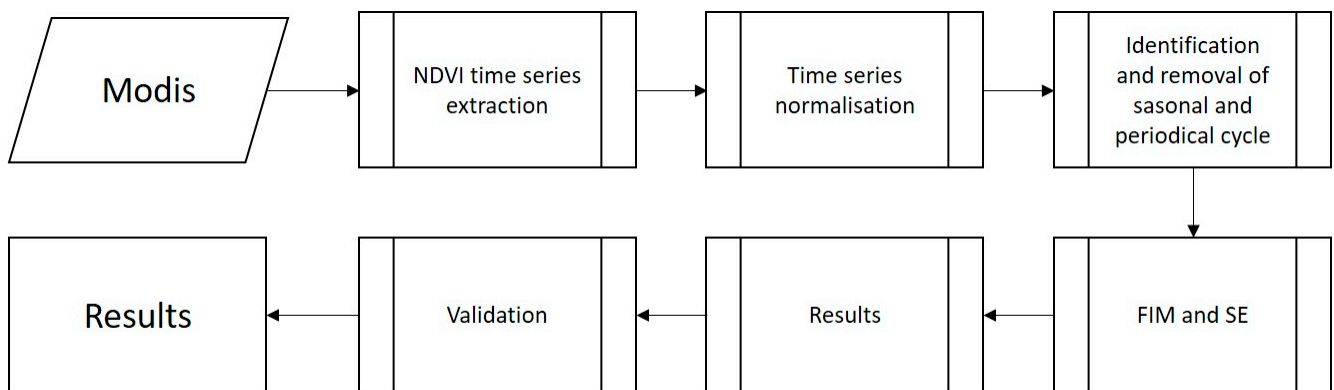 Modis
NDVI time series
extraction
Time series
normalisation
Identification
and removal of
sasonal and
periodical cycle
FIM and SE
Results
Validation
Results